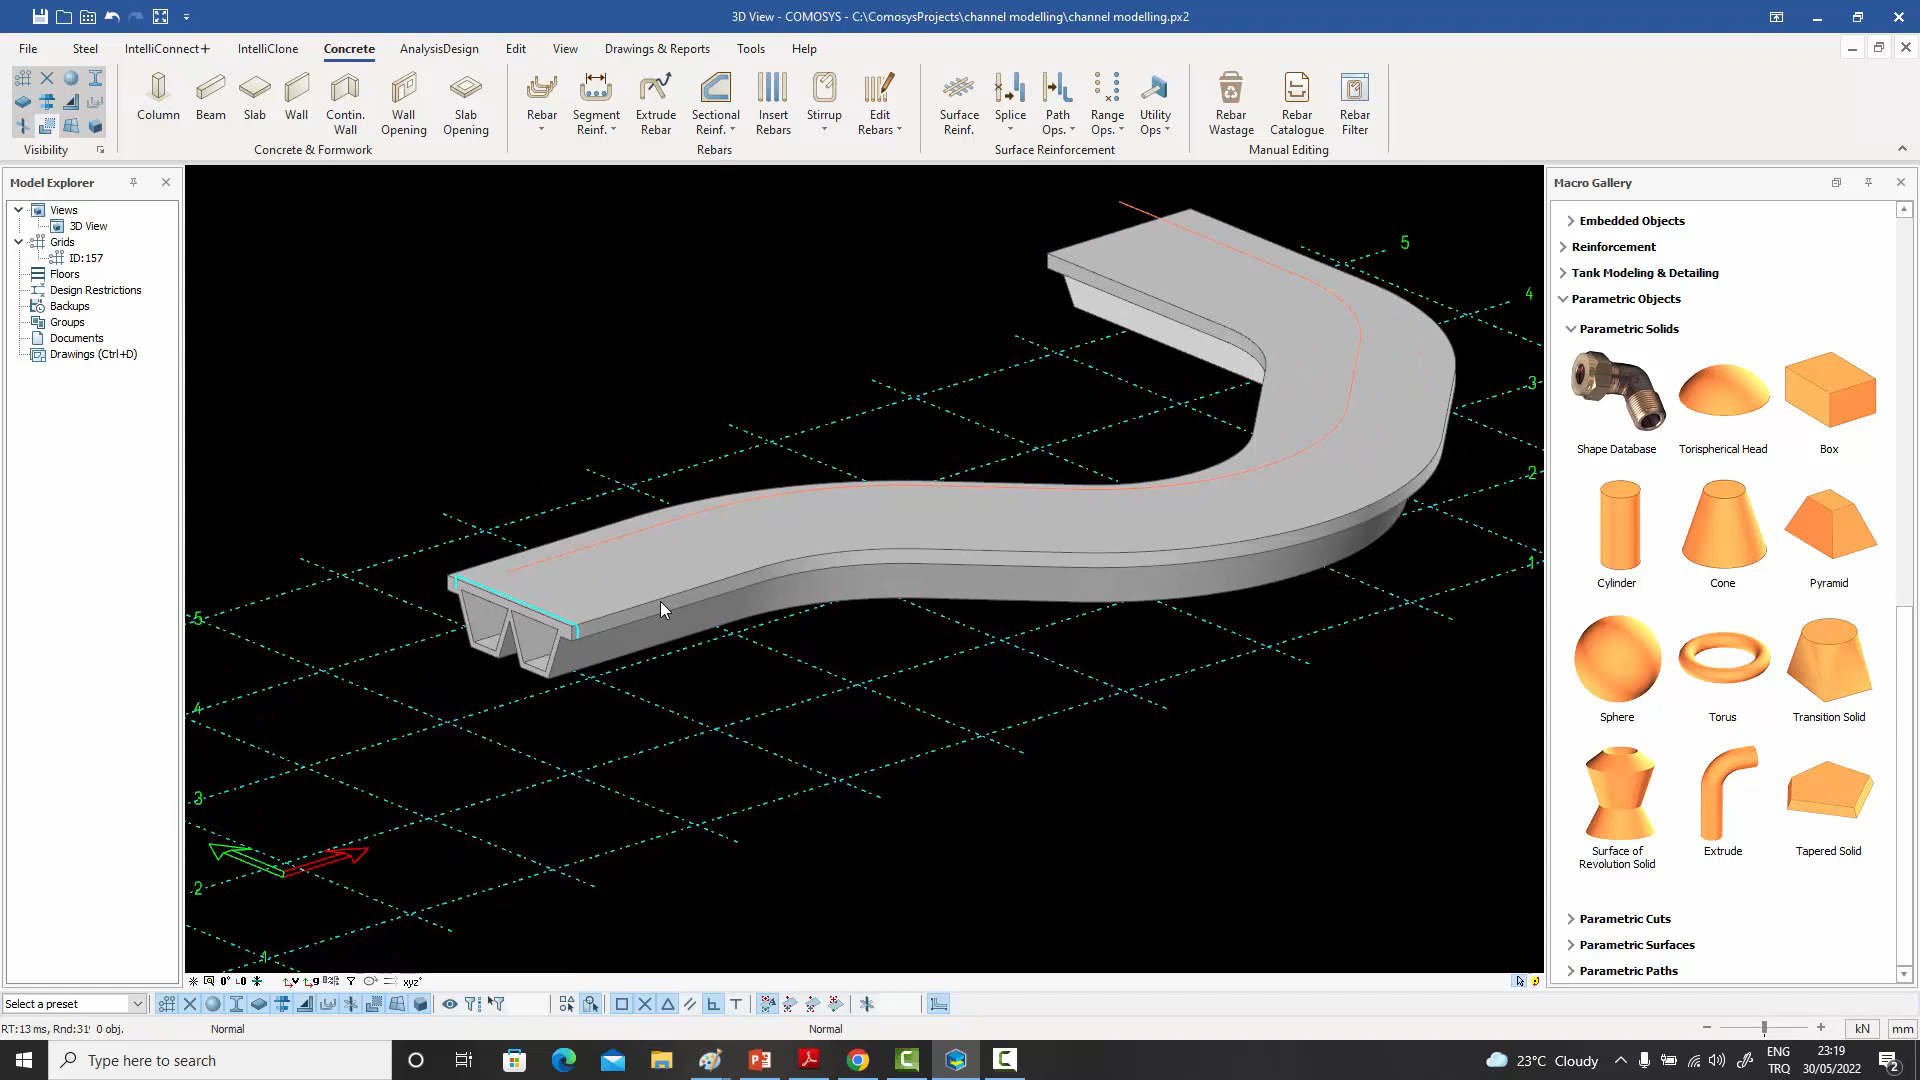 3D View - COMOSYS - C:\ComosysProjects\channel modelling\channel modelling.px2
File Steel IntelliConnect+ IntelliClone Concrete AnalysisDesign Edit View Drawings & Reports Tools Help
Column Beam Slab Wall Contin. Wall Wall Opening Slab Opening Rebar Segment Reinf. Extrude Rebar Sectional Reinf. Insert Rebars Stirrup Edit Rebars Surface Reinf. Splice Path Ops. Range Ops. Utility Ops Rebar Wastage Rebar Catalogue Rebar Filter
Visibility Concrete & Formwork Rebars Surface Reinforcement Manual Editing
Model Explorer
Views
3D View
Grids
ID:157
Floors
Design Restrictions
Backups
Groups
Documents
Drawings (Ctrl+D)
5
4
3
2
1
5
4
3
2
1
Macro Gallery
Embedded Objects
Reinforcement
Tank Modeling & Detailing
Parametric Objects
Parametric Solids
Shape Database Torispherical Head Box
Cylinder Cone Pyramid
Sphere Torus Transition Solid
Surface of Revolution Solid Extrude Tapered Solid
Parametric Cuts
Parametric Surfaces
Parametric Paths
xyz
Select a preset
RT:13 ms, Rnd:31' 0 obj. Normal Normal kN mm
Type here to search
23°C Cloudy
ENG
TRQ
23:19
30/05/2022
2